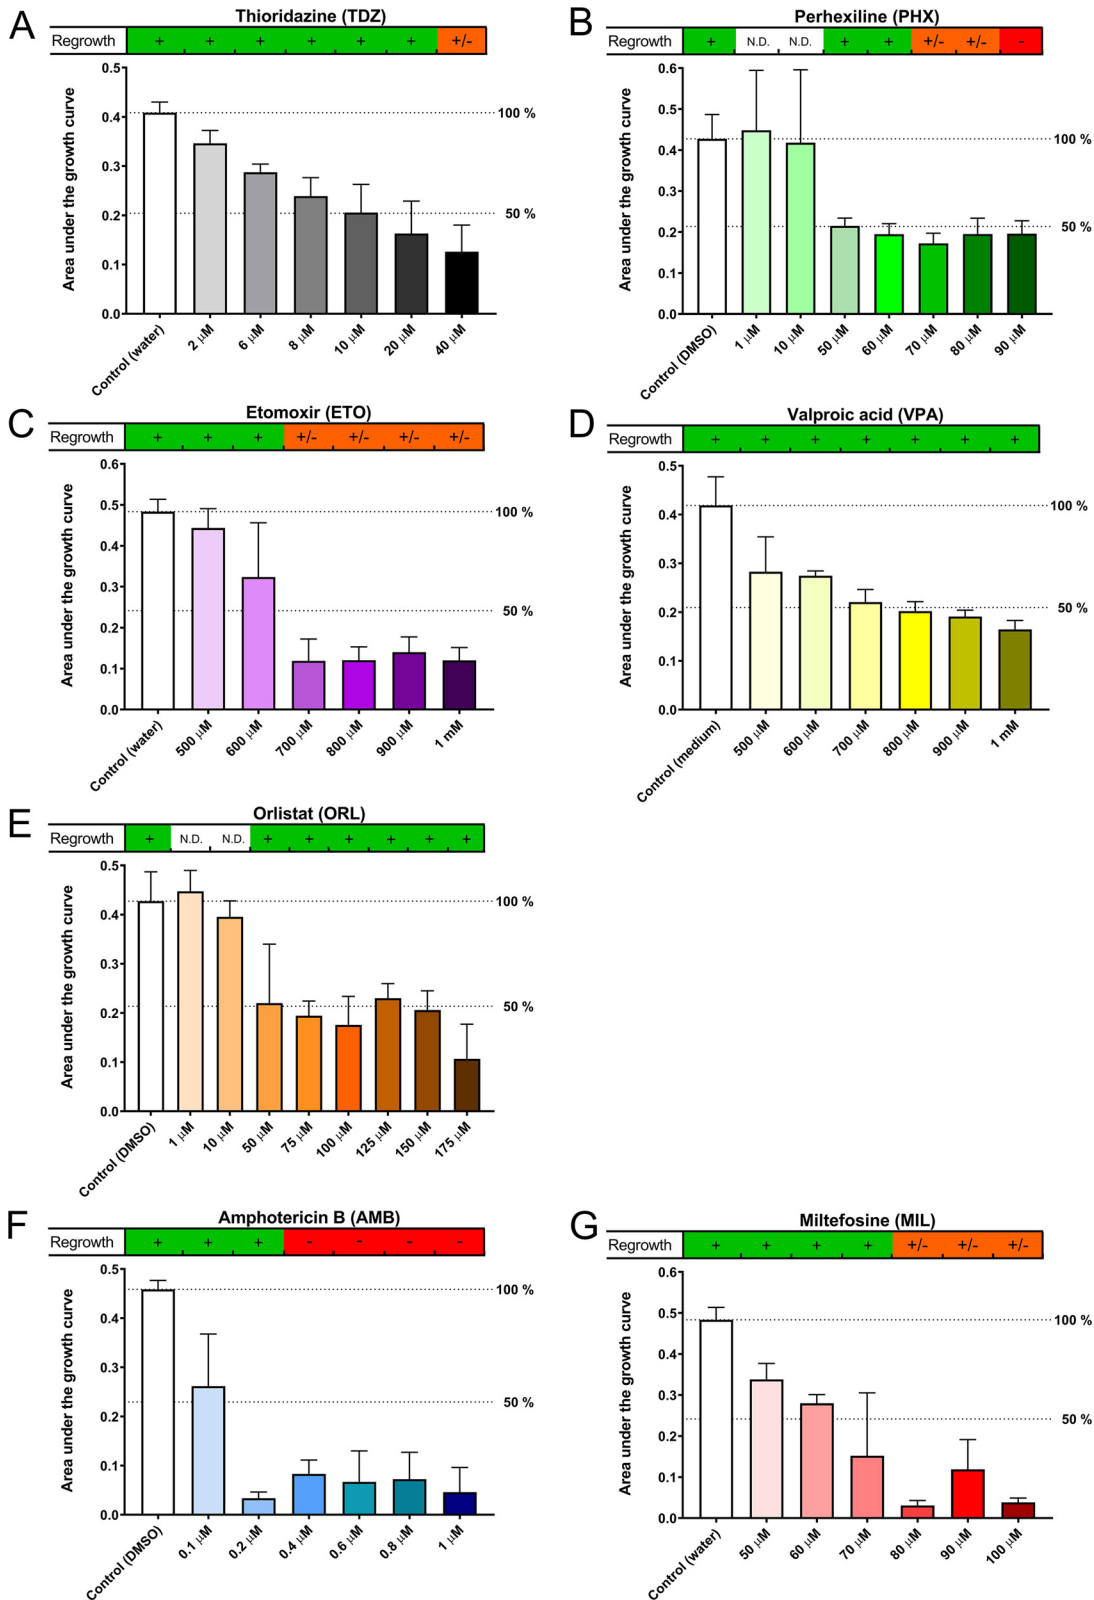 A
Thioridazine (TDZ)
Regrowth + + + + + + +/-
Area under the growth curve
0.5
0.4
0.3
0.2
0.1
0.0
100 %
50 %
Control (water) 2 µM 6 µM 8 µM 10 µM 20 µM 40 µM
B
Perhexiline (PHX)
Regrowth + N.D. N.D. + + +/- +/- -
Area under the growth curve
0.6
0.5
0.4
0.3
0.2
0.1
0.0
100 %
50 %
Control (DMSO) 1 µM 10 µM 50 µM 60 µM 70 µM 80 µM 90 µM
C
Etomoxir (ETO)
Regrowth + + + +/- +/- +/- +/-
Area under the growth curve
0.6
0.5
0.4
0.3
0.2
0.1
0.0
100 %
50 %
Control (water) 500 µM 600 µM 700 µM 800 µM 900 µM 1 mM
D
Valproic acid (VPA)
Regrowth + + + + + + +
Area under the growth curve
0.5
0.4
0.3
0.2
0.1
0.0
100 %
50 %
Control (medium) 500 µM 600 µM 700 µM 800 µM 900 µM 1 mM
E
Orlistat (ORL)
Regrowth + N.D. N.D. + + + + + +
Area under the growth curve
0.5
0.4
0.3
0.2
0.1
0.0
100 %
50 %
Control (DMSO) 1 µM 10 µM 50 µM 75 µM 100 µM 125 µM 150 µM 175 µM
F
Amphotericin B (AMB)
Regrowth + + + - - - -
Area under the growth curve
0.5
0.4
0.3
0.2
0.1
0.0
100 %
50 %
Control (DMSO) 0.1 µM 0.2 µM 0.4 µM 0.6 µM 0.8 µM 1 µM
G
Miltefosine (MIL)
Regrowth + + + + +/- +/- +/-
Area under the growth curve
0.6
0.5
0.4
0.3
0.2
0.1
0.0
100 %
50 %
Control (water) 50 µM 60 µM 70 µM 80 µM 90 µM 100 µM